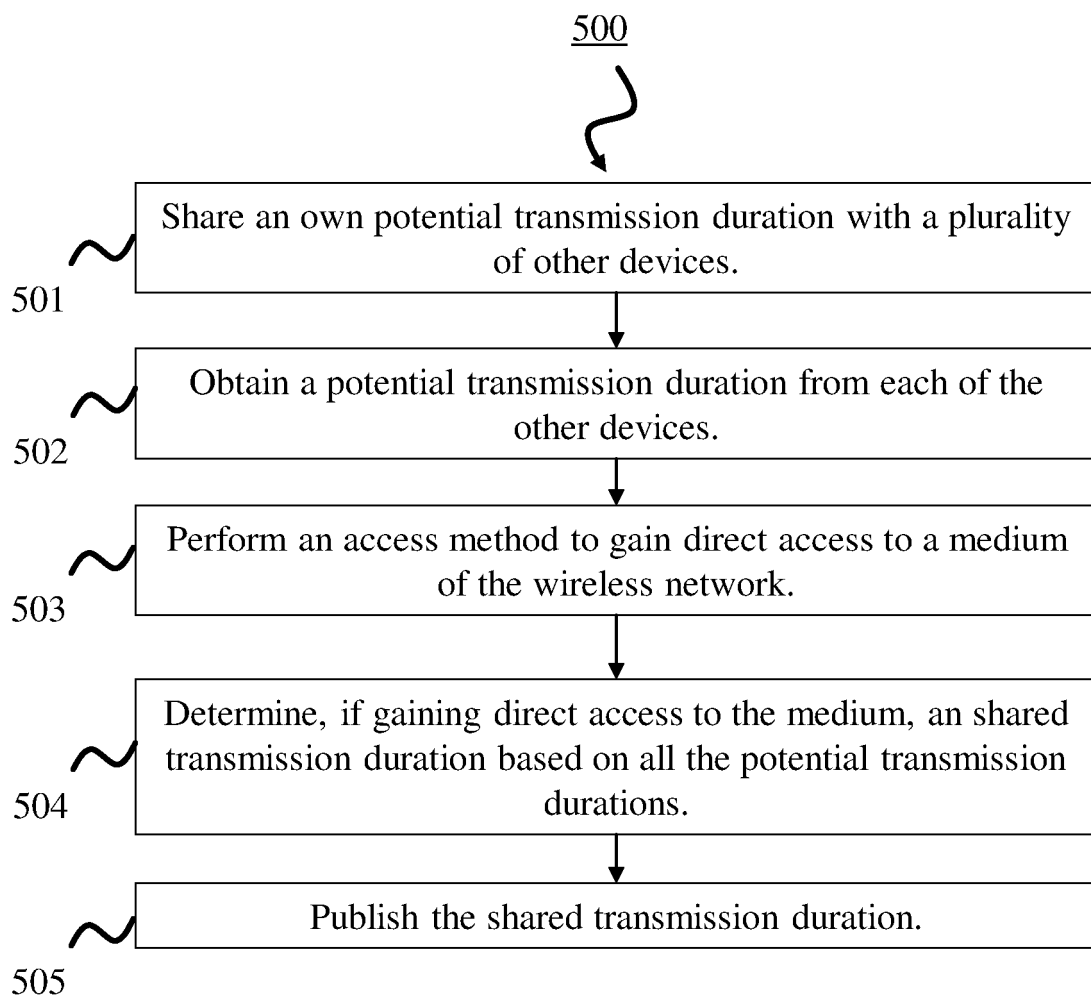 500
Share an own potential transmission duration with a plurality
of other devices.
501
Obtain a potential transmission duration from each of the
other devices.
502
Perform an access method to gain direct access to a medium
of the wireless network.
503
Determine, if gaining direct access to the medium, an shared
transmission duration based on all the potential transmission
durations.
504
Publish the shared transmission duration.
505